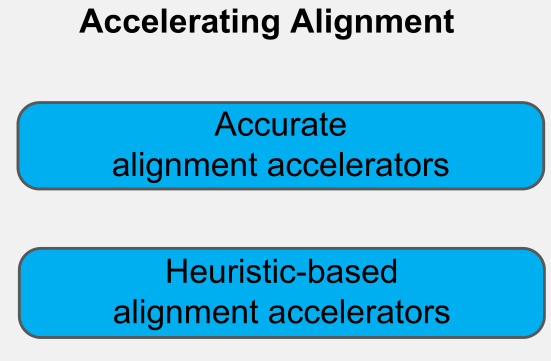 Accelerating Alignment
Accurate
alignment accelerators
Heuristic-based
alignment accelerators